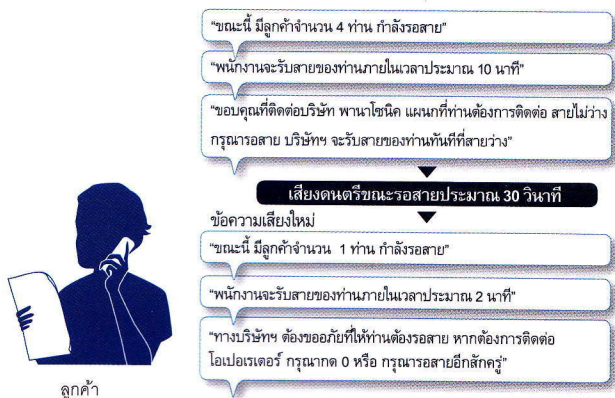 “ขณะนี้ มีลูกค้าจำนวน 4 ท่าน กำลังรอสาย”
“พนักงานจะรับสายของท่านภายในเวลาประมาณ 10 นาที”
“ขอบคุณที่ติดต่อบริษัท พานาโซนิค แผนกที่ท่านต้องการติดต่อ สายไม่ว่าง
กรุณารอสาย บริษัทฯ จะรับสายของท่านทันทีที่สายว่าง”
เสียงดนตรีขณะรอสายประมาณ 30 วินาที
ข้อความเสียงใหม่
“ขณะนี้ มีลูกค้าจำนวน 1 ท่าน กำลังรอสาย”
“พนักงานจะรับสายของท่านภายในเวลาประมาณ 2 นาที”
“ทางบริษัทฯ ต้องขออภัยที่ให้ท่านต้องรอสาย หากต้องการติดต่อ
โอเปอเรเตอร์ กรุณากด 0 หรือ กรุณารอสายอีกสักครู่”
ลูกค้า